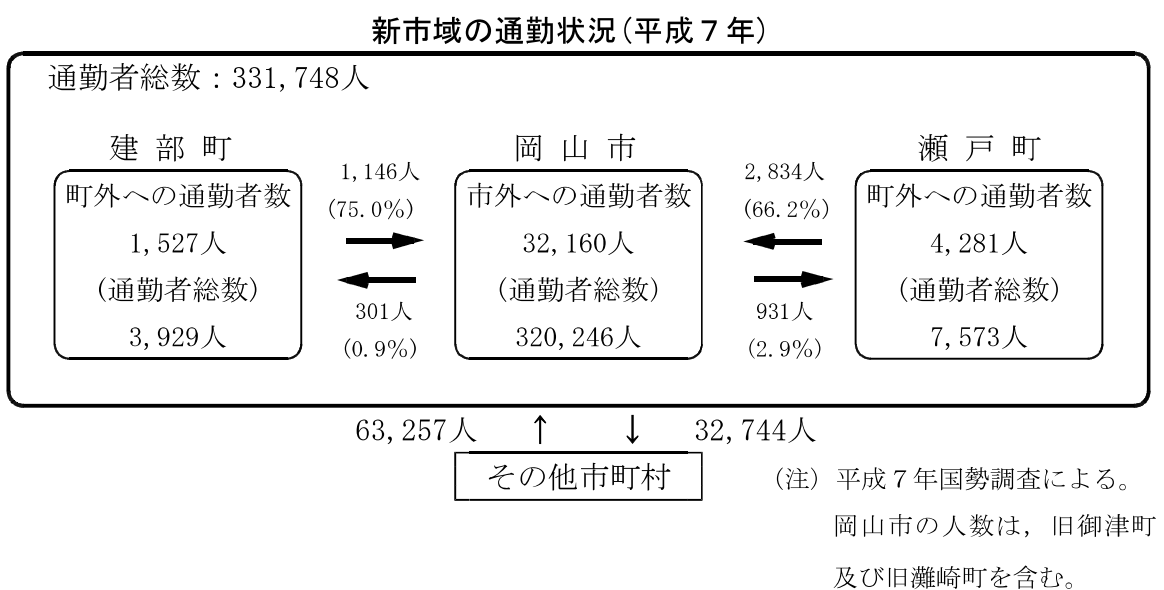 新市域の通勤状況（平成７年）
通勤者総数：331,748人
建部町
町外への通勤者数
1,527人
(通勤者総数)
3,929人
1,146人
(75.0%)
301人
(0.9%)
岡山市
市外への通勤者数
32,160人
(通勤者総数)
320,246人
2,834人
(66.2%)
931人
(2.9%)
瀬戸町
町外への通勤者数
4,281人
(通勤者総数)
7,573人
63,257人 ↑ ↓ 32,744人
その他市町村
（注）平成７年国勢調査による。
岡山市の人数は，旧御津町
及び旧灘崎町を含む。